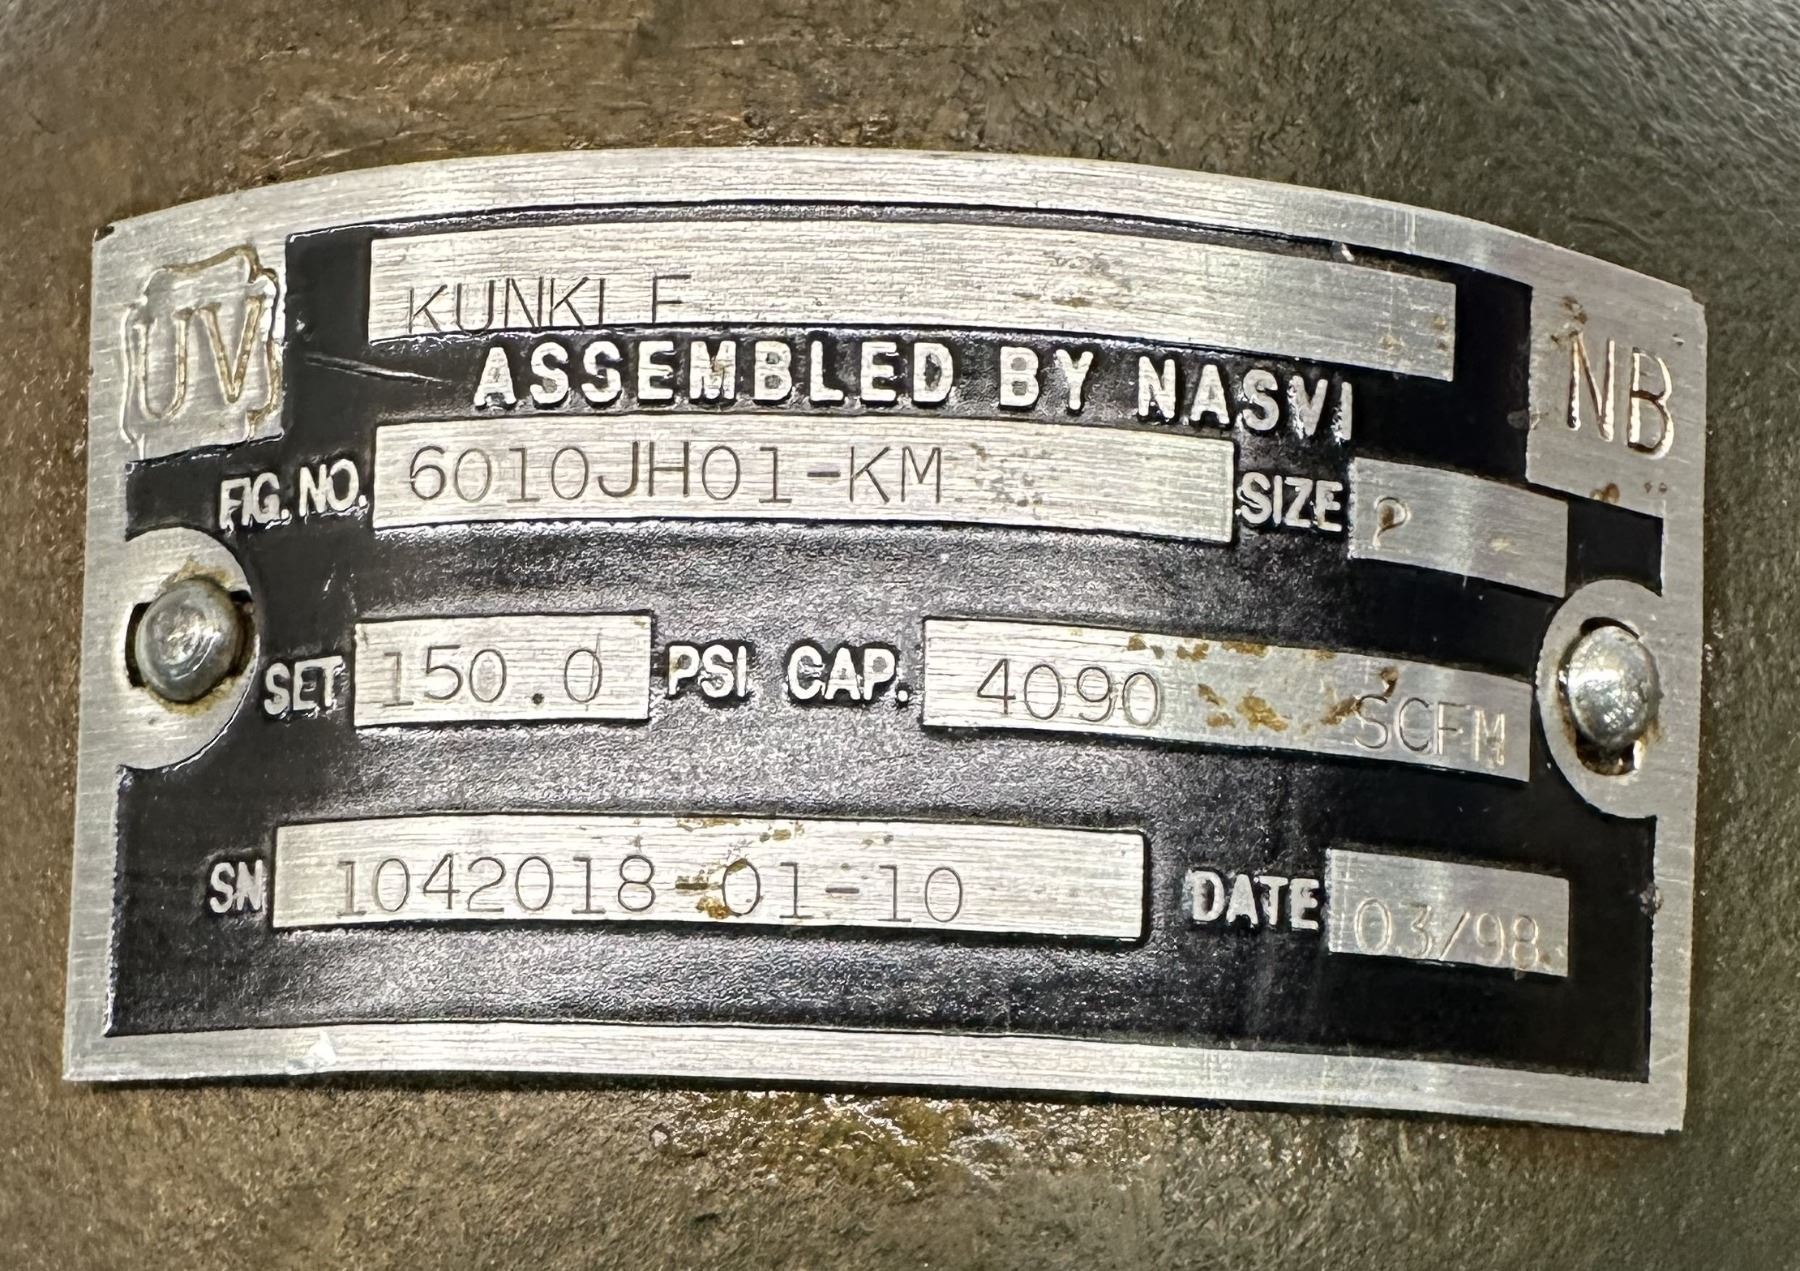 UV
KUNKLE
NB
ASSEMBLED BY NASVI
FIG. NO. 6010JH01-KM SIZE
SET 150.0 PSI CAP. 4090 SCFM
SN 1042018-01-10 DATE 03/98